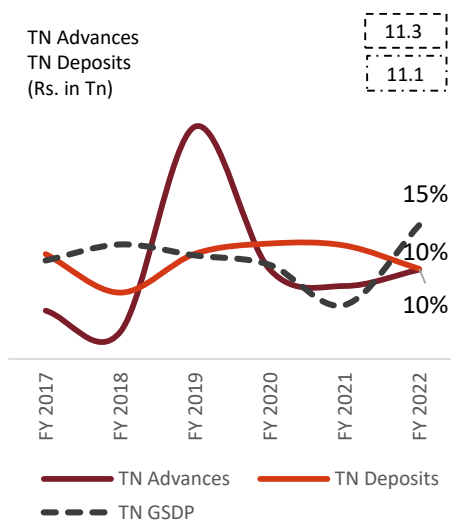 TN Advances
TN Deposits
(Rs. in Tn)
11.3
11.1
15%
10%
10%
FY 2017
FY 2018
FY 2019
FY 2020
FY 2021
FY 2022
TN Advances
TN Deposits
TN GSDP